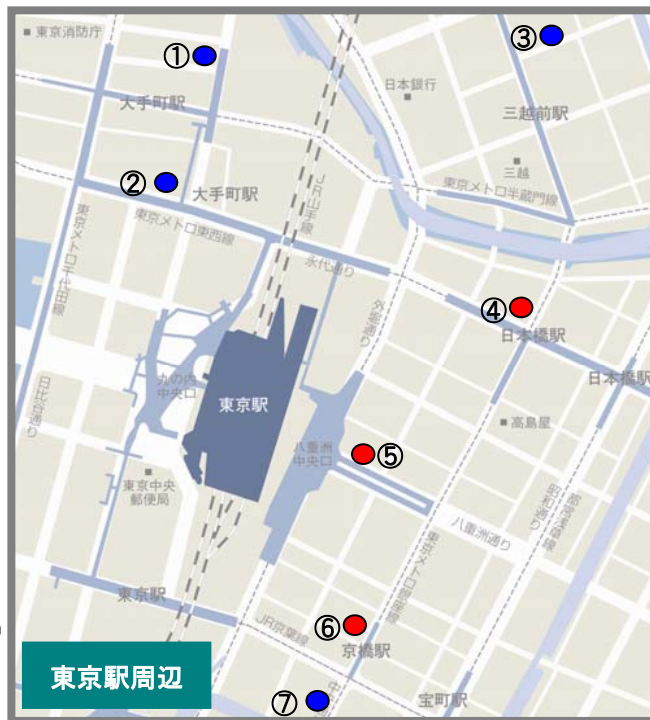 東京消防庁
①
③
日本銀行
大手町駅
三越前駅
三越
東京メトロ半蔵門線
②
大手町駅
JR山手線
東京メトロ東西線
東京メトロ千代田線
永代通り
外堀通り
④
日本橋駅
日本橋駅
丸の内
中央口
東京駅
日比谷通り
高島屋
八重洲
中央口
⑤
東京中央
郵便局
八重洲通り
昭和通り
都営浅草線
東京メトロ銀座線
東京駅
JR京葉線
⑥
京橋駅
東京駅周辺
⑦
宝町駅